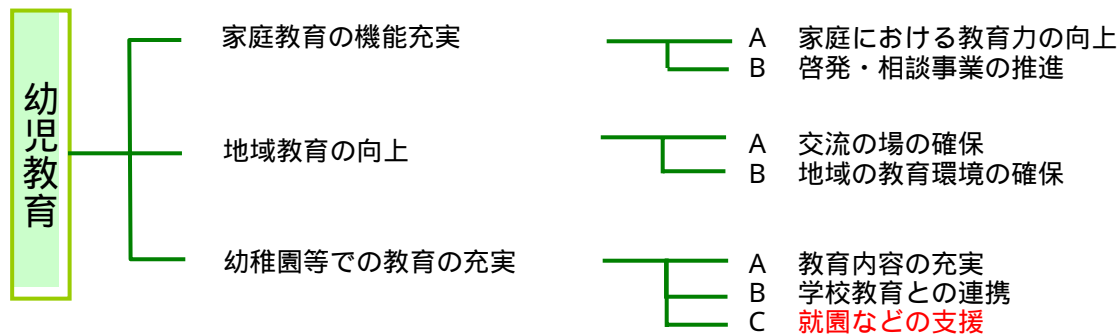 幼児教育
家庭教育の機能充実
A 家庭における教育力の向上
B 啓発・相談事業の推進
地域教育の向上
A 交流の場の確保
B 地域の教育環境の確保
幼稚園等での教育の充実
A 教育内容の充実
B 学校教育との連携
C 就園などの支援